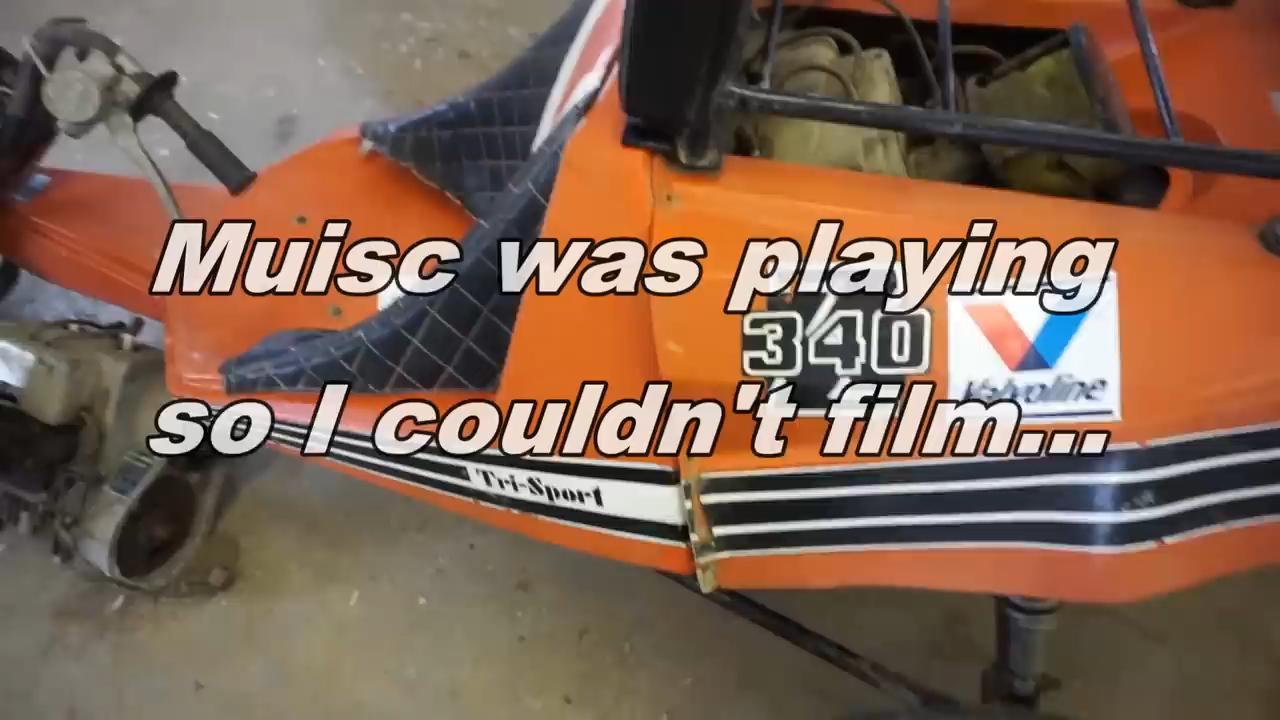 Muisc was playing
340
Valvoline
so I couldn't film...
Tri-Sport